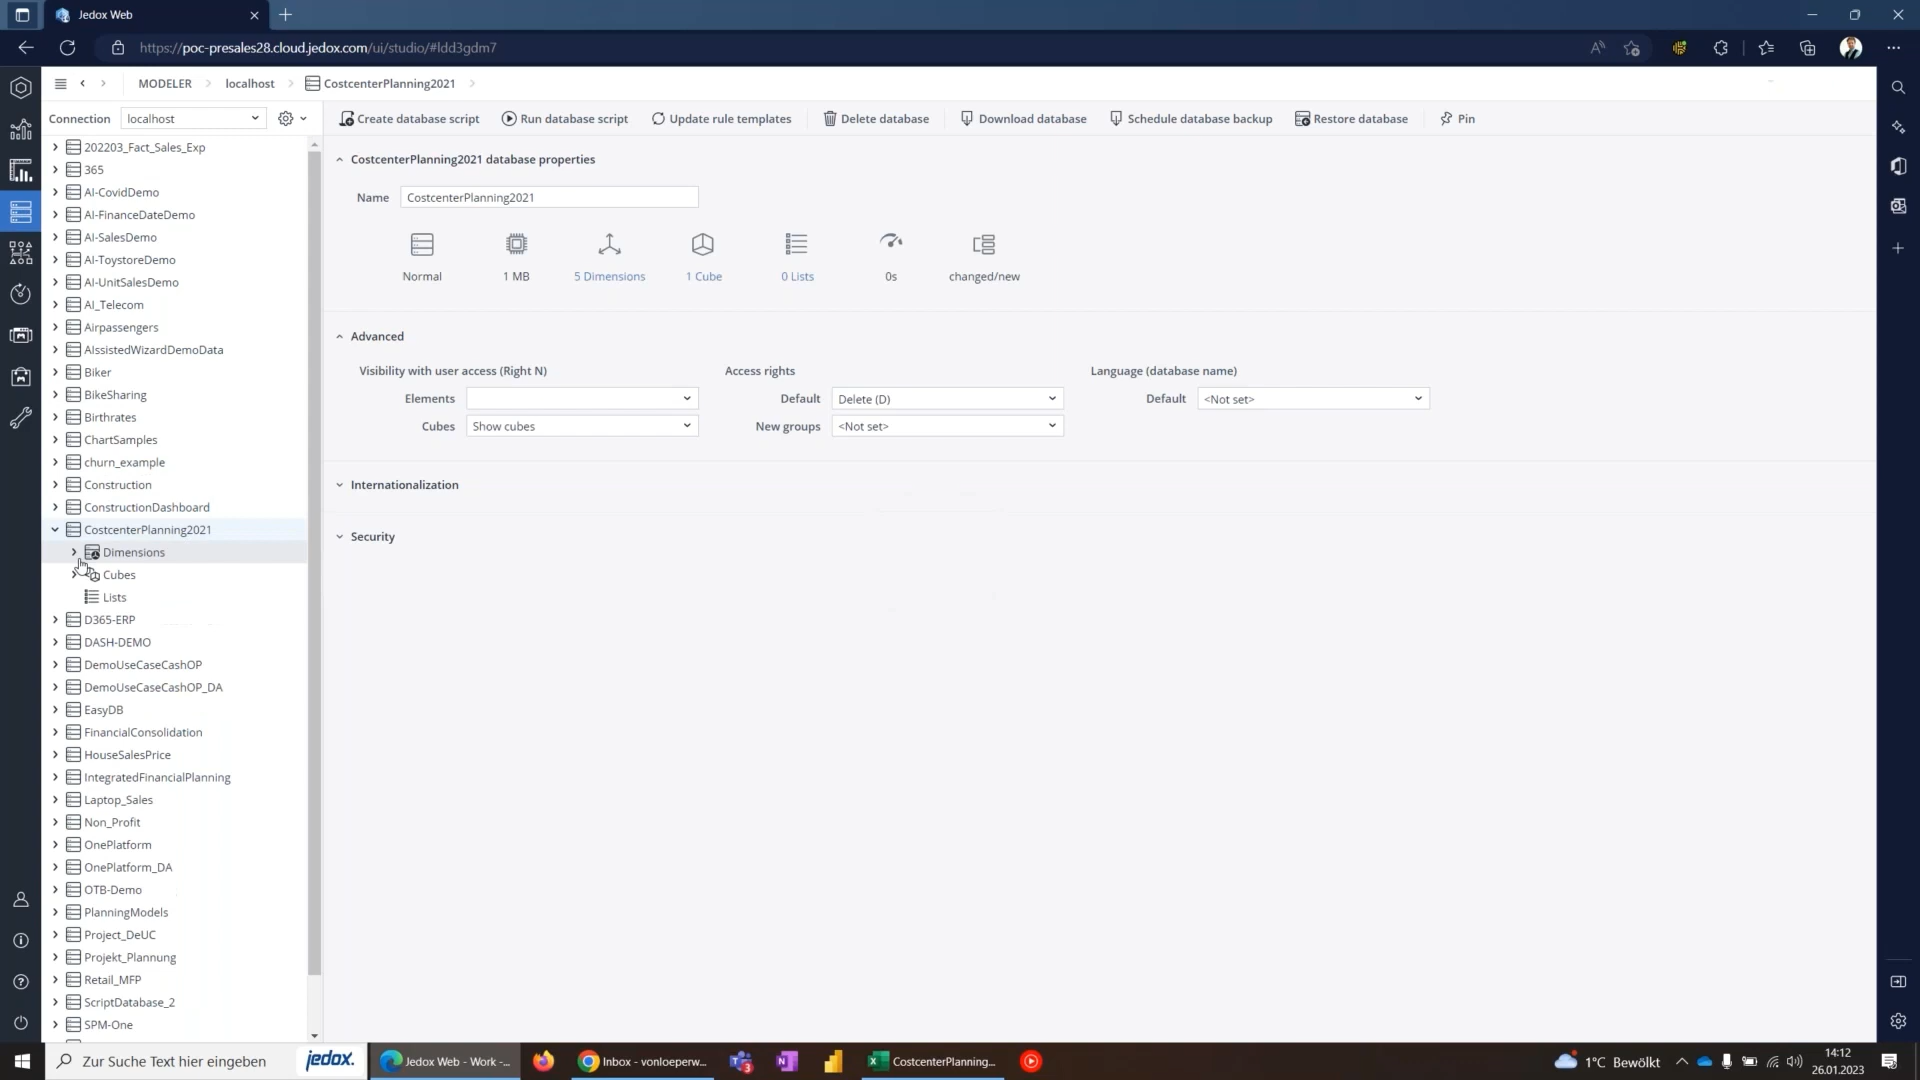 Jedox Web
https://poc-presales28.cloud.jedox.com/ui/studio/#ldd3gdm7
MODELER
localhost
CostcenterPlanning2021
Connection
localhost
Create database script
Run database script
Update rule templates
Delete database
Download database
Schedule database backup
Restore database
Pin
202203_Fact_Sales_Exp
365
AI-CovidDemo
AI-FinanceDateDemo
AI-SalesDemo
AI-ToystoreDemo
AI-UnitSalesDemo
AI_Telecom
Airpassengers
AIssistedWizardDemoData
Biker
BikeSharing
Birthrates
ChartSamples
churn_example
Construction
ConstructionDashboard
CostcenterPlanning2021
Dimensions
Cubes
Lists
D365-ERP
DASH-DEMO
DemoUseCaseCashOP
DemoUseCaseCashOP_DA
EasyDB
FinancialConsolidation
HouseSalesPrice
IntegratedFinancialPlanning
Laptop_Sales
Non_Profit
OnePlatform
OnePlatform_DA
OTB-Demo
PlanningModels
Project_DeUC
Projekt_Plannung
Retail_MFP
ScriptDatabase_2
SPM-One
CostcenterPlanning2021 database properties
Name
CostcenterPlanning2021
Normal
1 MB
5 Dimensions
1 Cube
0 Lists
0s
changed/new
Advanced
Visibility with user access (Right N)
Access rights
Language (database name)
Elements
Default
Delete (D)
Default
<Not set>
Cubes
Show cubes
New groups
<Not set>
Internationalization
Security
Zur Suche Text hier eingeben
jedox.
Jedox Web - Work -...
Inbox - vonloeperw...
3
CostcenterPlanning...
1°C Bewölkt
14:12
26.01.2023